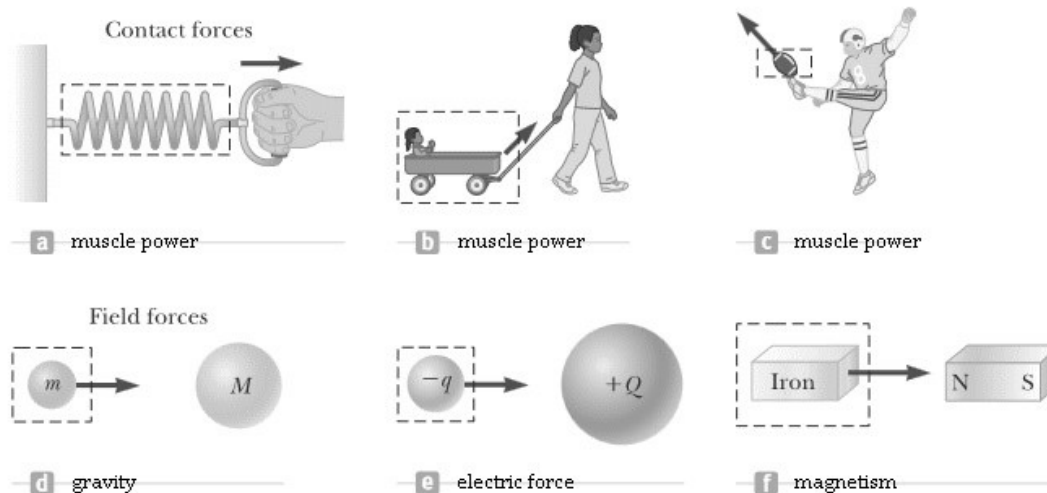 Contact forces
8
a muscle power
b muscle power
c muscle power
Field forces
m
M
−q
+Q
Iron
N S
d gravity
e electric force
f magnetism